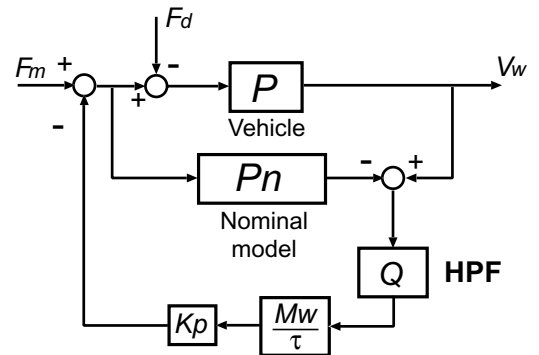 Fd
Fm + - + P Vw
Vehicle
-
Pn - +
Nominal
model
Q HPF
Kp Mw
τ